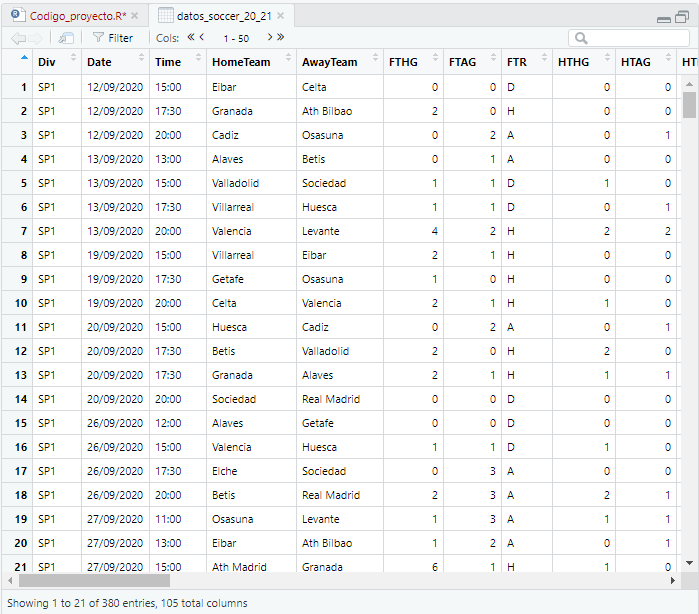 Codigo_proyecto.R* × datos_soccer_20_21 ×
Filter Cols: « < 1 - 50 > »
Div Date Time HomeTeam AwayTeam FTHG FTAG FTR HTHG HTAG HT
1 SP1 12/09/2020 15:00 Eibar Celta 0 0 D 0 0
2 SP1 12/09/2020 17:30 Granada Ath Bilbao 2 0 H 0 0
3 SP1 12/09/2020 20:00 Cadiz Osasuna 0 2 A 0 1
4 SP1 13/09/2020 13:00 Alaves Betis 0 1 A 0 0
5 SP1 13/09/2020 15:00 Valladolid Sociedad 1 1 D 1 0
6 SP1 13/09/2020 17:30 Villarreal Huesca 1 1 D 0 1
7 SP1 13/09/2020 20:00 Valencia Levante 4 2 H 2 2
8 SP1 19/09/2020 15:00 Villarreal Eibar 2 1 H 0 0
9 SP1 19/09/2020 17:30 Getafe Osasuna 1 0 H 0 0
10 SP1 19/09/2020 20:00 Celta Valencia 2 1 H 1 0
11 SP1 20/09/2020 15:00 Huesca Cadiz 0 2 A 0 1
12 SP1 20/09/2020 17:30 Betis Valladolid 2 0 H 2 0
13 SP1 20/09/2020 17:30 Granada Alaves 2 1 H 1 1
14 SP1 20/09/2020 20:00 Sociedad Real Madrid 0 0 D 0 0
15 SP1 26/09/2020 12:00 Alaves Getafe 0 0 D 0 0
16 SP1 26/09/2020 15:00 Valencia Huesca 1 1 D 1 0
17 SP1 26/09/2020 17:30 Elche Sociedad 0 3 A 0 0
18 SP1 26/09/2020 20:00 Betis Real Madrid 2 3 A 2 1
19 SP1 27/09/2020 11:00 Osasuna Levante 1 3 A 1 1
20 SP1 27/09/2020 13:00 Eibar Ath Bilbao 1 2 A 0 1
21 SP1 27/09/2020 15:00 Ath Madrid Granada 6 1 H 1 0
Showing 1 to 21 of 380 entries, 105 total columns